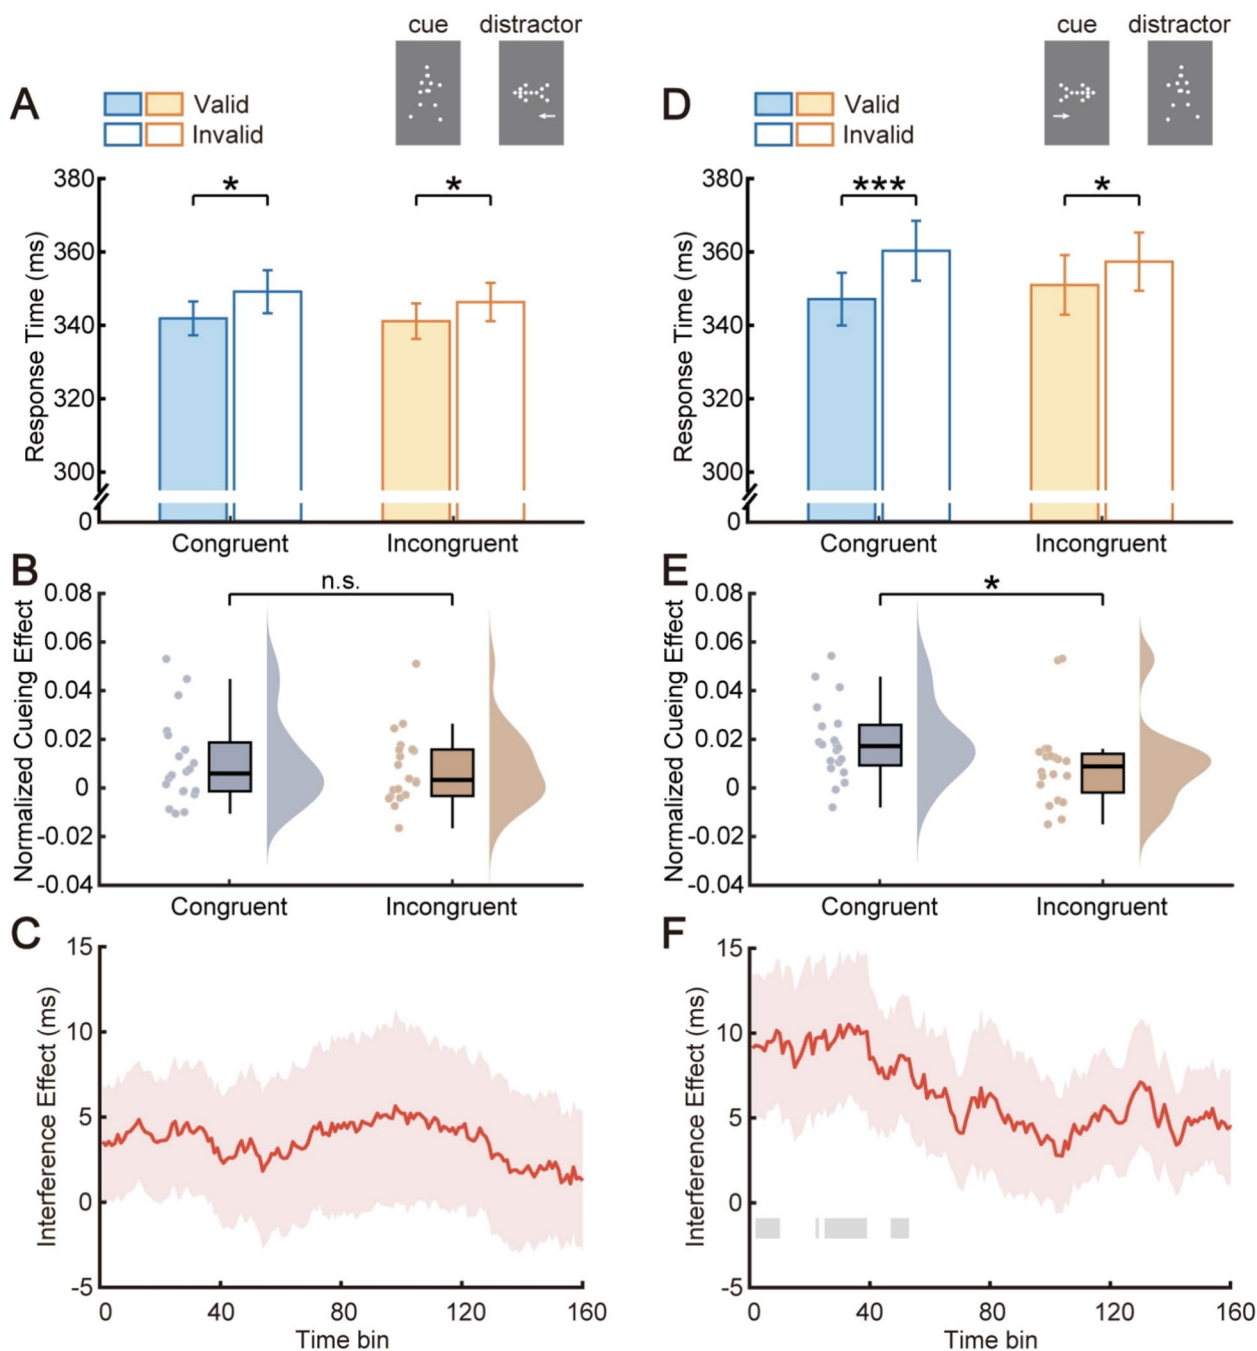 cue distractor
A
Valid
Invalid
380
360
340
320
300
0
Response Time (ms)
*
*
Congruent
Incongruent
cue distractor
D
Valid
Invalid
380
360
340
320
300
0
Response Time (ms)
***
*
Congruent
Incongruent
B
0.08
0.06
0.04
0.02
0
-0.02
-0.04
Normalized Cueing Effect
n.s.
Congruent
Incongruent
E
0.08
0.06
0.04
0.02
0
-0.02
-0.04
Normalized Cueing Effect
*
Congruent
Incongruent
C
15
10
5
0
-5
Interference Effect (ms)
0 40 80 120 160
Time bin
F
15
10
5
0
-5
Interference Effect (ms)
0 40 80 120 160
Time bin